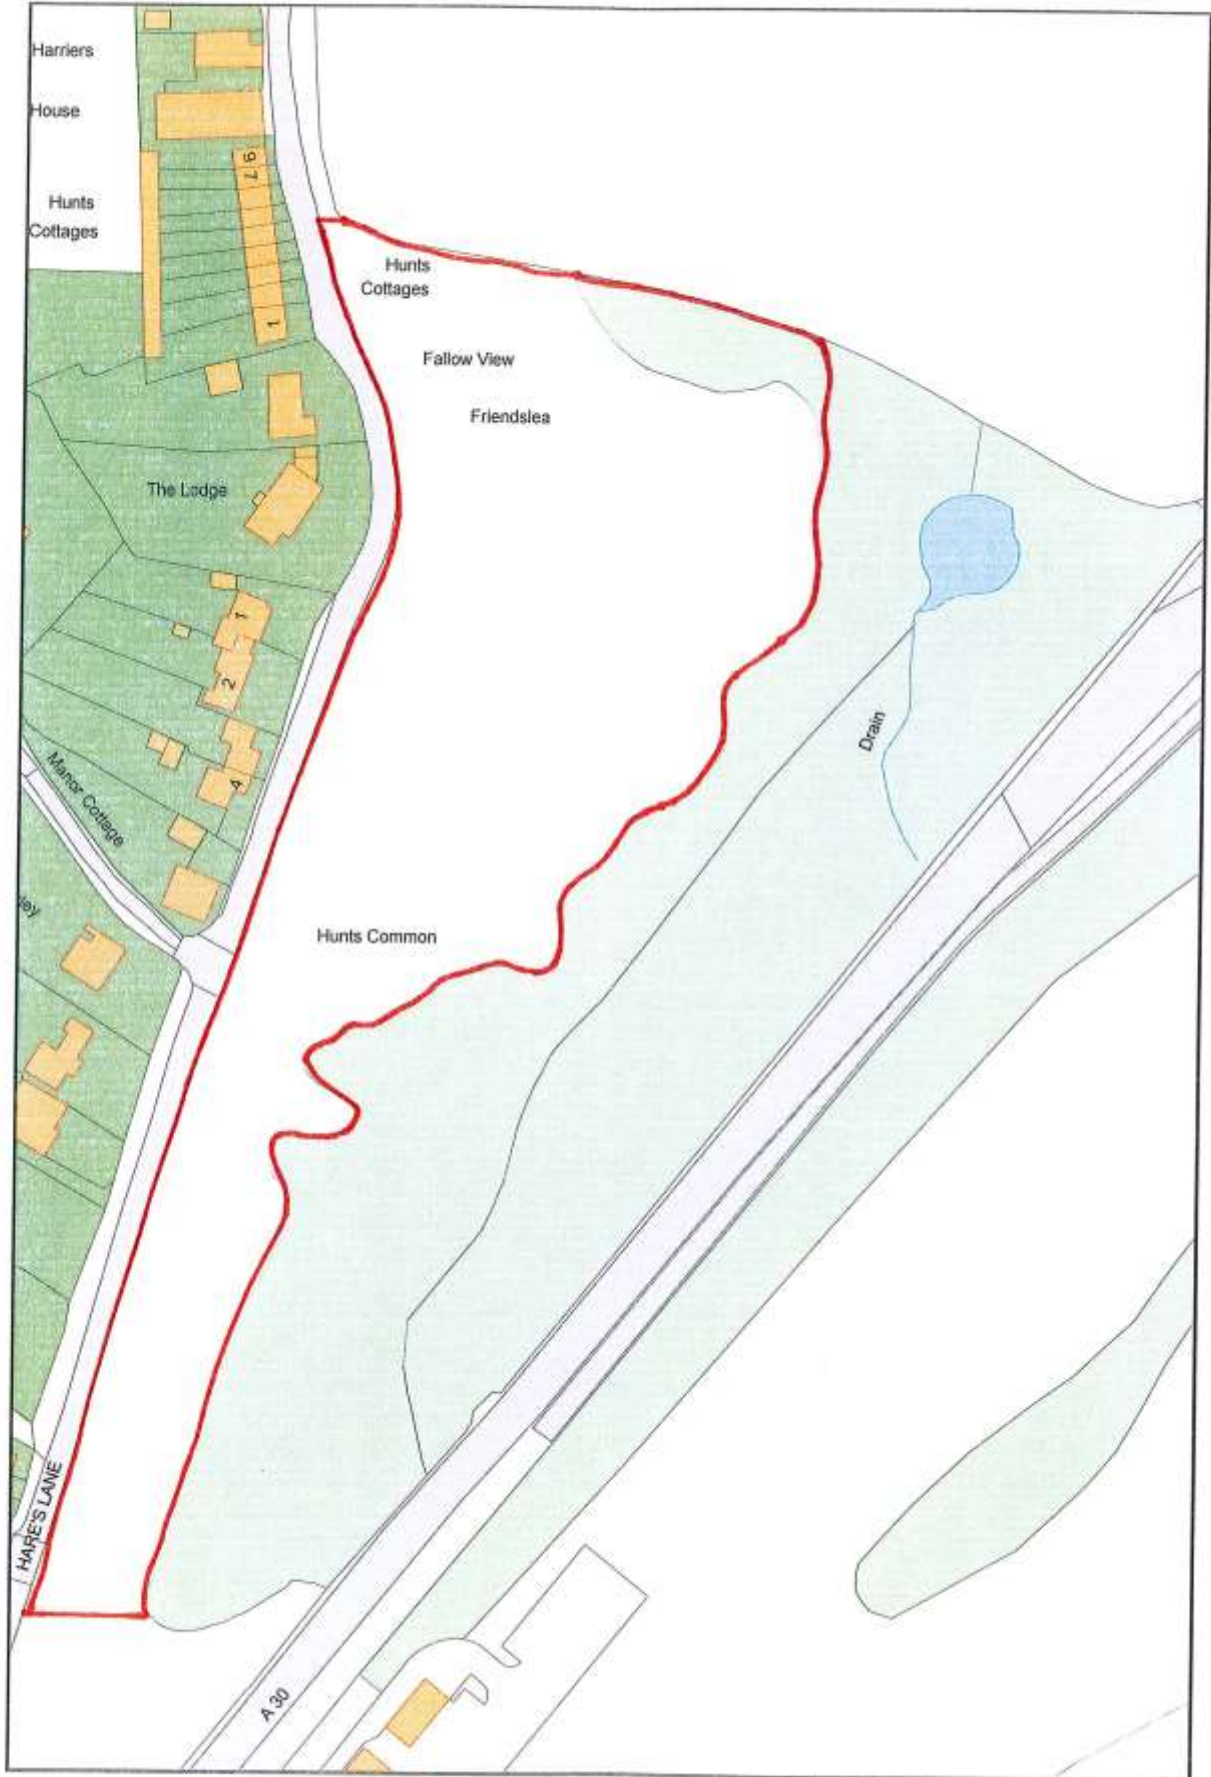 Harriers
House
Hunts
Cottages
9
7
1
Hunts
Cottages
Fallow View
Friendslea
The Lodge
1
2
4
Manor Cottage
Drain
ley
Hunts Common
HARE'S LANE
A 30